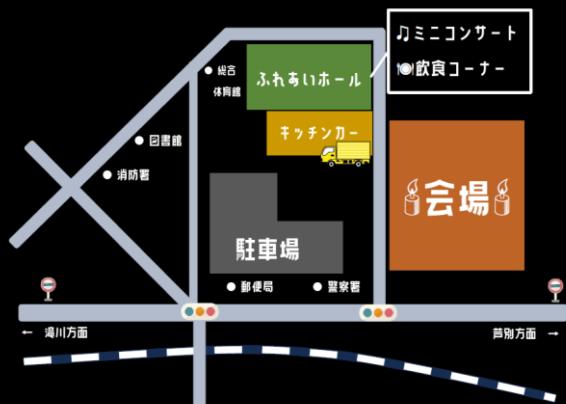 ミニコンサート
飲食コーナー
総合
体育館
ふれあいホール
図書館
キッチンカー
消防署
会場
駐車場
郵便局
警察署
← 滝川方面
芦別方面 →